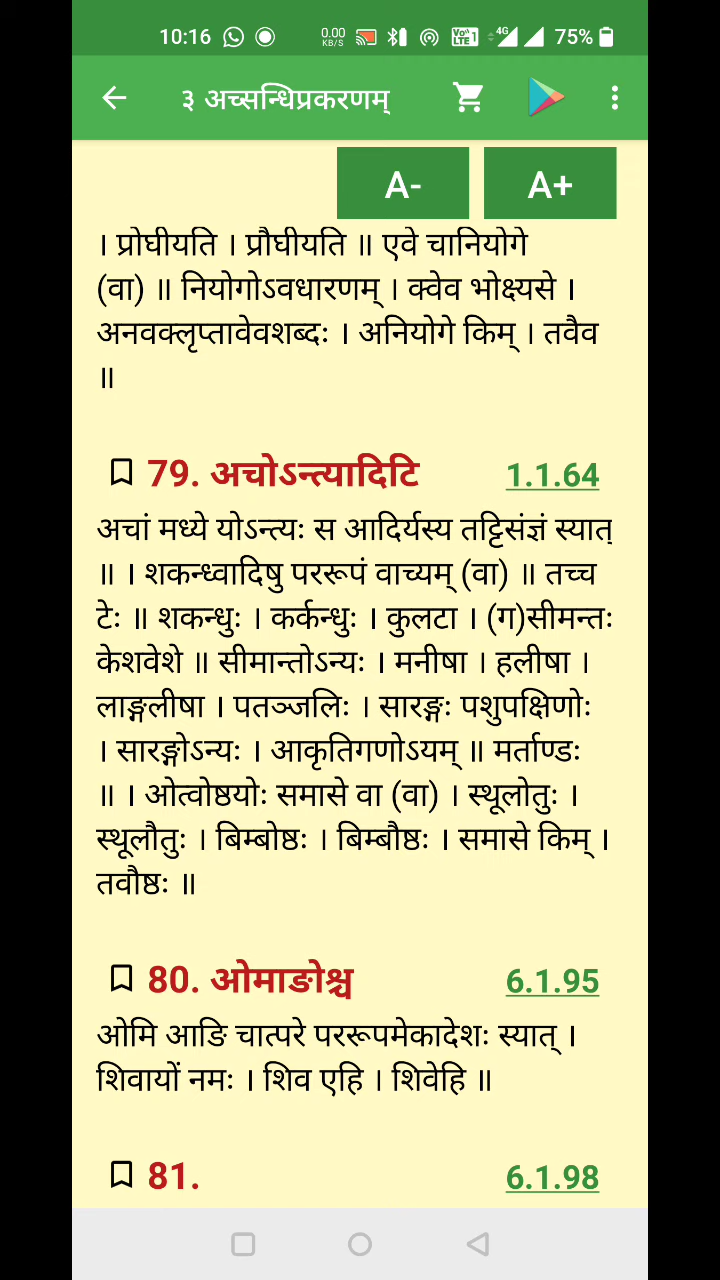 10:16 0.00 KB/S Vo)) LTE 1 4G 75%
३ अच्सन्धिप्रकरणम्
A- A+
। प्रोघीयति । प्रौघीयति ॥ एवे चानियोगे
(वा) ॥ नियोगोऽवधारणम् । क्वेव भोक्ष्यसे ।
अनवक्लृप्तावेवशब्दः । अनियोगे किम् । तवैव
॥
79. अचोऽन्त्यादिटि 1.1.64
अचां मध्ये योऽन्त्यः स आदिर्यस्य तट्टिसंज्ञं स्यात्
॥ । शकन्ध्वादिषु पररूपं वाच्यम् (वा) ॥ तच्च
टेः ॥ शकन्धुः । कर्कन्धुः । कुलटा । (ग)सीमन्तः
केशवेशे ॥ सीमान्तोऽन्यः । मनीषा । हलीषा ।
लाङ्गलीषा । पतञ्जलिः । सारङ्गः पशुपक्षिणोः
। सारङ्गोऽन्यः । आकृतिगणोऽयम् ॥ मर्ताण्डः
॥ । ओत्वोष्ठयोः समासे वा (वा) । स्थूलोतुः ।
स्थूलौतुः । बिम्बोष्ठः । बिम्बौष्ठः । समासे किम् ।
तवौष्ठः ॥
80. ओमाङोश्च 6.1.95
ओमि आङि चात्परे पररूपमेकादेशः स्यात् ।
शिवायों नमः । शिव एहि । शिवेहि ॥
81. 6.1.98